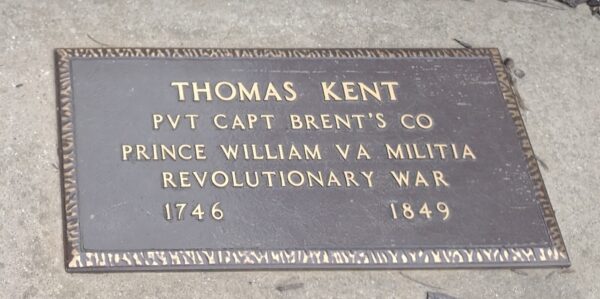 THOMAS KENT
PVT CAPT BRENT'S CO
PRINCE WILLIAM VA MILITIA
REVOLUTIONARY WAR
1746 1849